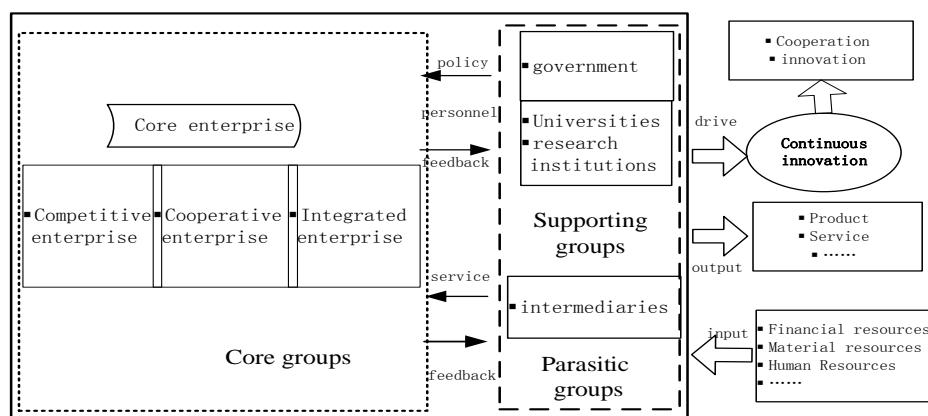 policy
personnel
feedback
Core enterprise
▪Competitive
enterprise
▪Cooperative
enterprise
▪Integrated
enterprise
service
feedback
Core groups
▪government
▪Universities
▪research
institutions
Supporting
groups
▪intermediaries
Parasitic
groups
drive
Continuous
innovation
▪Cooperation
▪innovation
output
▪Product
▪Service
▪……
input
▪Financial resources
▪Material resources
▪Human Resources
▪……